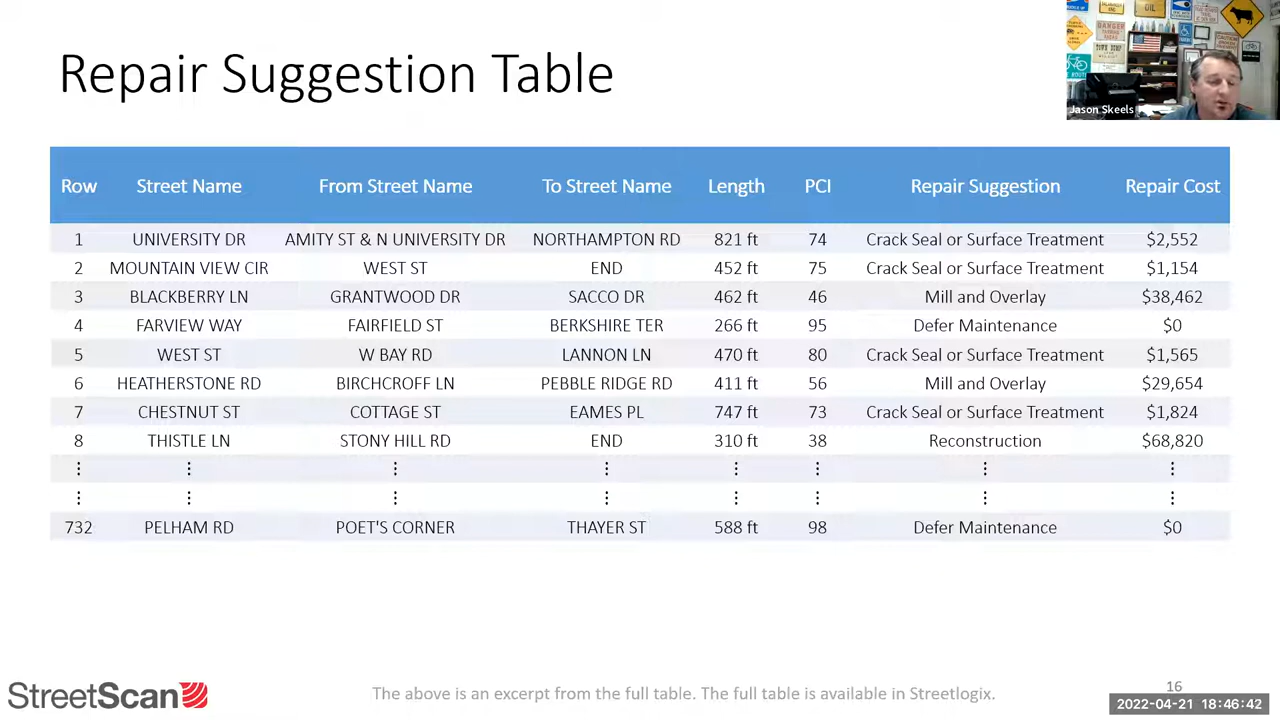 Repair Suggestion Table
Jason Skeels
Row Street Name From Street Name To Street Name Length PCI Repair Suggestion Repair Cost
1 UNIVERSITY DR AMITY ST & N UNIVERSITY DR NORTHAMPTON RD 821 ft 74 Crack Seal or Surface Treatment $2,552
2 MOUNTAIN VIEW CIR WEST ST END 452 ft 75 Crack Seal or Surface Treatment $1,154
3 BLACKBERRY LN GRANTWOOD DR SACCO DR 462 ft 46 Mill and Overlay $38,462
4 FARVIEW WAY FAIRFIELD ST BERKSHIRE TER 266 ft 95 Defer Maintenance $0
5 WEST ST W BAY RD LANNON LN 470 ft 80 Crack Seal or Surface Treatment $1,565
6 HEATHERSTONE RD BIRCHCROFF LN PEBBLE RIDGE RD 411 ft 56 Mill and Overlay $29,654
7 CHESTNUT ST COTTAGE ST EAMES PL 747 ft 73 Crack Seal or Surface Treatment $1,824
8 THISTLE LN STONY HILL RD END 310 ft 38 Reconstruction $68,820
⋮ ⋮ ⋮ ⋮ ⋮ ⋮ ⋮ ⋮
⋮ ⋮ ⋮ ⋮ ⋮ ⋮ ⋮ ⋮
732 PELHAM RD POET'S CORNER THAYER ST 588 ft 98 Defer Maintenance $0
StreetScan
The above is an excerpt from the full table. The full table is available in Streetlogix.
16
2022-04-21 18:46:42